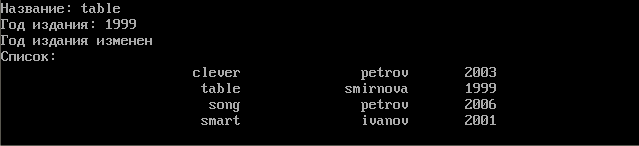 Название: table
Год издания: 1999
Год издания изменен
Список:
clever petrov 2003
table smirnova 1999
song petrov 2006
smart ivanov 2001